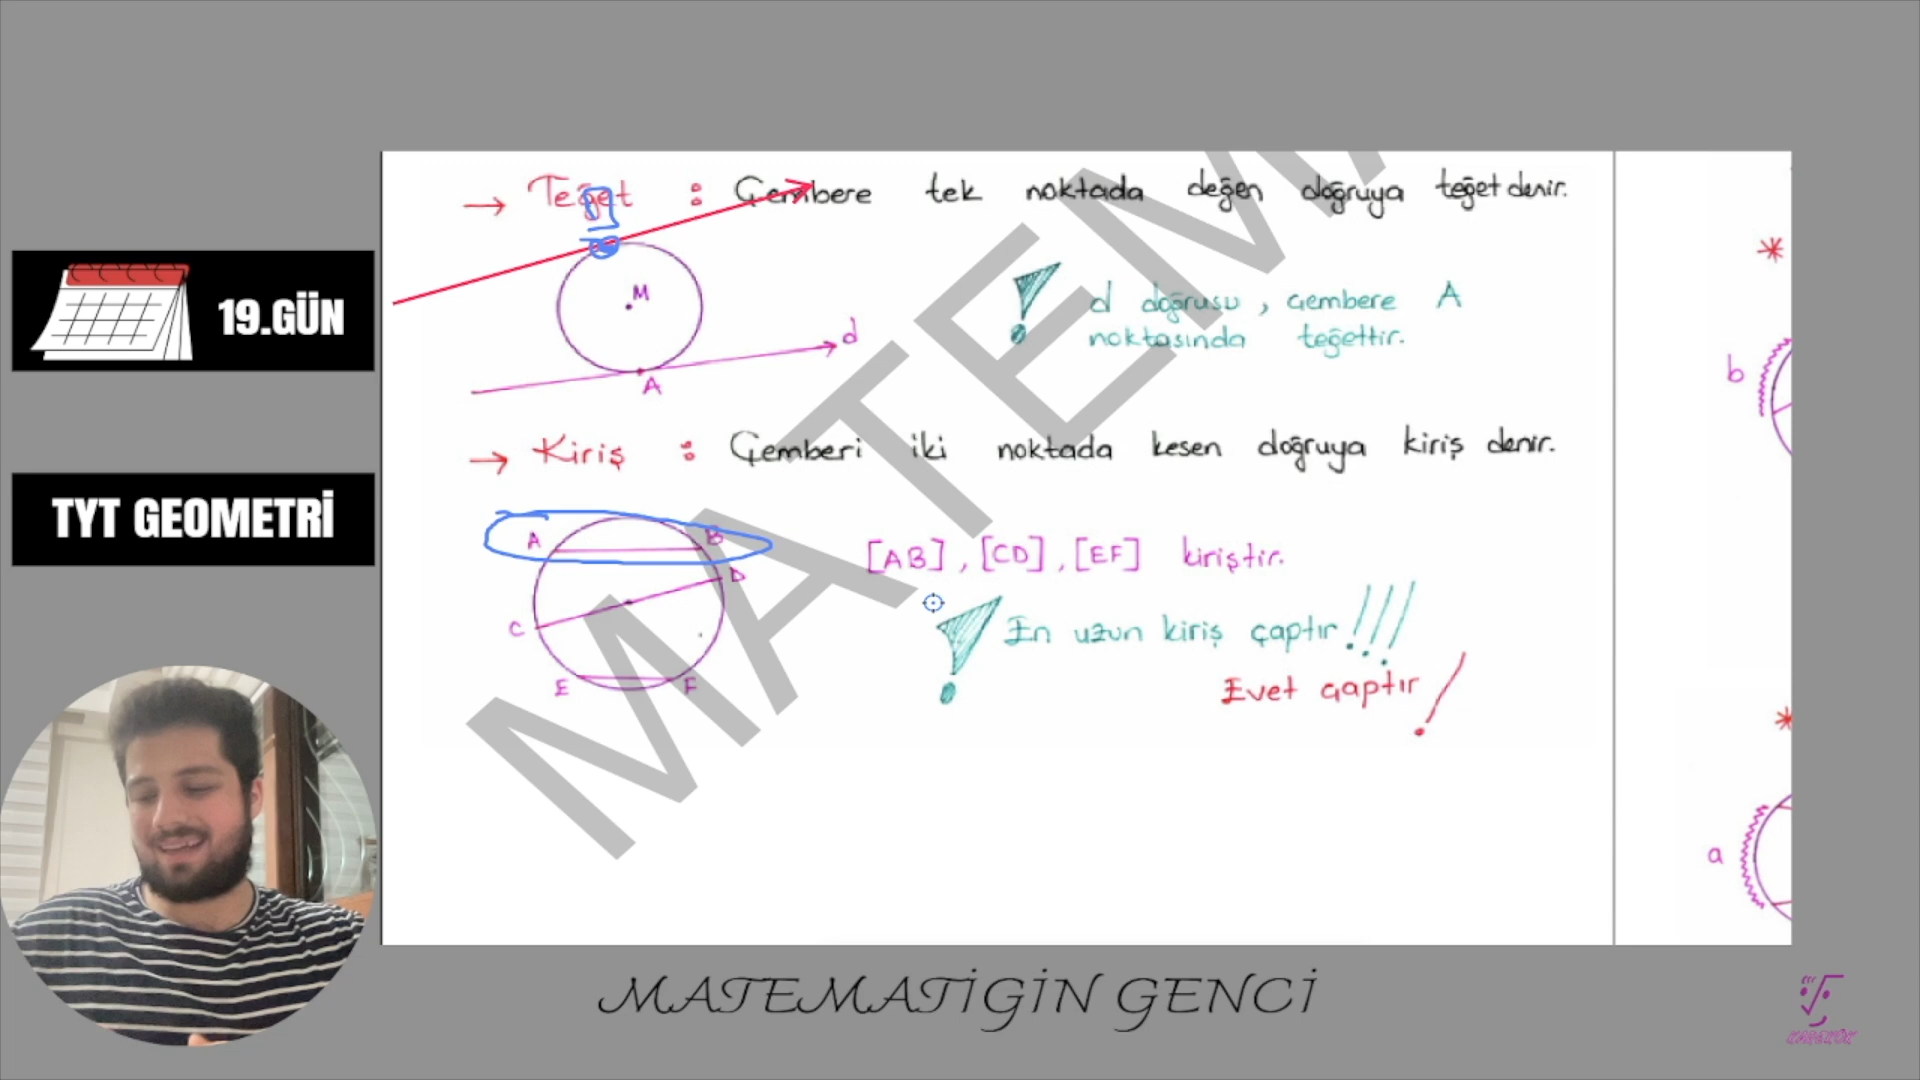 → Teğet : Çembere tek noktada değen doğruya teğet denir.
M
d
A
d doğrusu, çembere A
noktasında teğettir.
→ Kiriş : Çemberi iki noktada kesen doğruya kiriş denir.
A
B
D
C
E
F
[AB], [CD], [EF] kiriştir.
En uzun kiriş çaptır!!!
Evet çaptır!
*
b
*
a
MATEMA
19.GÜN
TYT GEOMETRİ
MATEMATİGİN GENCİ